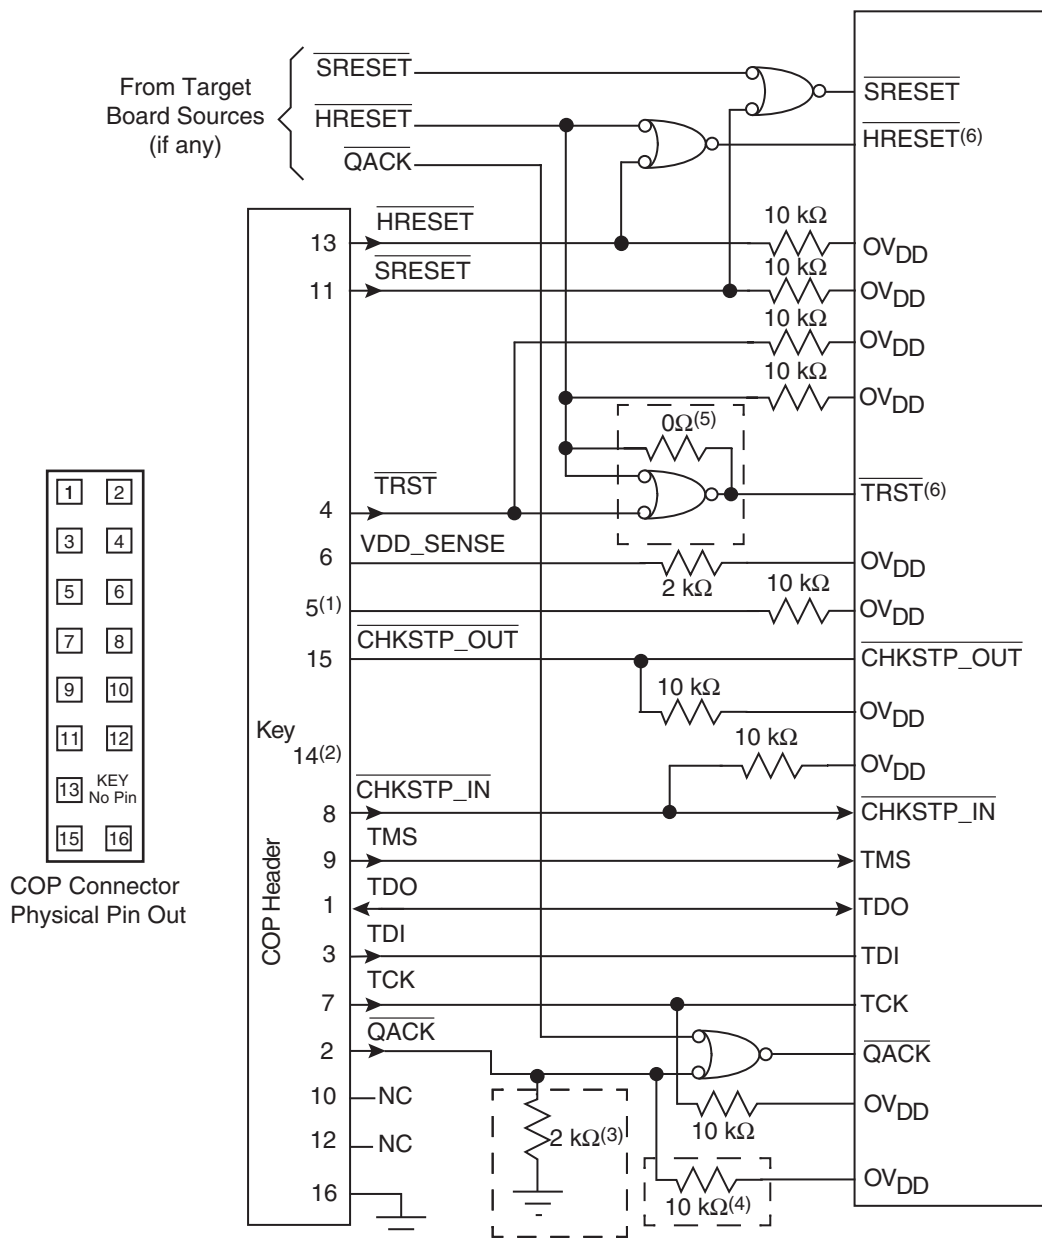 From Target
Board Sources
(if any)
SRESET
HRESET
QACK
SRESET
HRESET(6)
HRESET
13
10 kΩ
OVDD
SRESET
11
10 kΩ
OVDD
10 kΩ
OVDD
10 kΩ
OVDD
0Ω(5)
TRST
4
TRST(6)
VDD_SENSE
6
2 kΩ
OVDD
5(1)
10 kΩ
OVDD
CHKSTP_OUT
15
CHKSTP_OUT
10 kΩ
OVDD
Key
14(2)
10 kΩ
OVDD
CHKSTP_IN
8
CHKSTP_IN
TMS
9
TMS
TDO
1
TDO
TDI
3
TDI
TCK
7
TCK
QACK
2
QACK
10
NC
10 kΩ
OVDD
12
NC
2 kΩ(3)
16
10 kΩ(4)
OVDD
COP Header
1 2
3 4
5 6
7 8
9 10
11 12
13 KEY
No Pin
15 16
COP Connector
Physical Pin Out